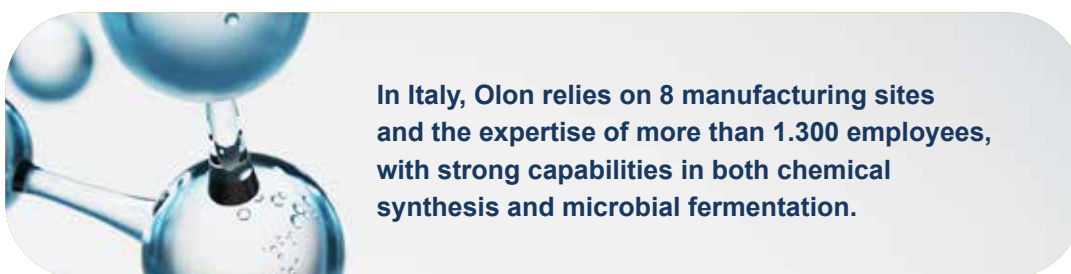 In Italy, Olon relies on 8 manufacturing sites
and the expertise of more than 1.300 employees,
with strong capabilities in both chemical
synthesis and microbial fermentation.